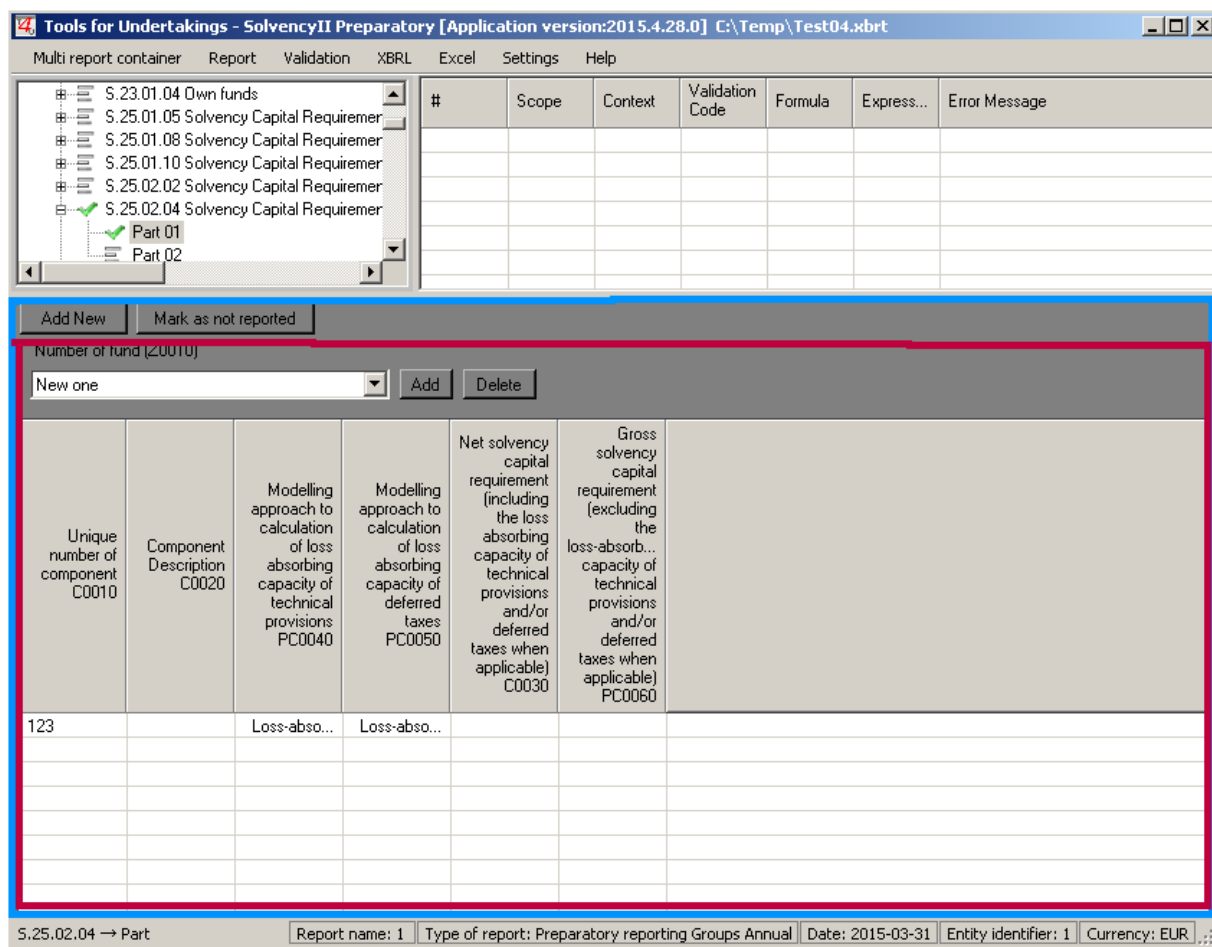 Tools for Undertakings - SolvencyII Preparatory [Application version:2015.4.28.0] C:\Temp\Test04.xbrt
Multi report container Report Validation XBRL Excel Settings Help
S.23.01.04 Own funds
S.25.01.05 Solvency Capital Requiremer
S.25.01.08 Solvency Capital Requiremer
S.25.01.10 Solvency Capital Requiremer
S.25.02.02 Solvency Capital Requiremer
S.25.02.04 Solvency Capital Requiremer
Part 01
Part 02
# Scope Context Validation Code Formula Express... Error Message
Add New Mark as not reported
Number of fund (Z0010)
New one Add Delete
Unique
number of
component
C0010
Component
Description
C0020
Modelling
approach to
calculation
of loss
absorbing
capacity of
technical
provisions
PC0040
Modelling
approach to
calculation
of loss
absorbing
capacity of
deferred
taxes
PC0050
Net solvency
capital
requirement
(including
the loss
absorbing
capacity of
technical
provisions
and/or
deferred
taxes when
applicable)
C0030
Gross
solvency
capital
requirement
(excluding
the
loss-absorb...
capacity of
technical
provisions
and/or
deferred
taxes when
applicable)
PC0060
123 Loss-abso... Loss-abso...
S.25.02.04 → Part Report name: 1 Type of report: Preparatory reporting Groups Annual Date: 2015-03-31 Entity identifier: 1 Currency: EUR